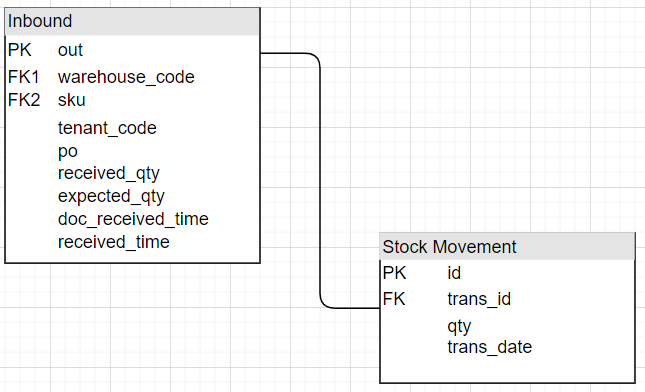 Inbound
PK out
FK1 warehouse_code
FK2 sku
tenant_code
po
received_qty
expected_qty
doc_received_time
received_time
Stock Movement
PK id
FK trans_id
qty
trans_date